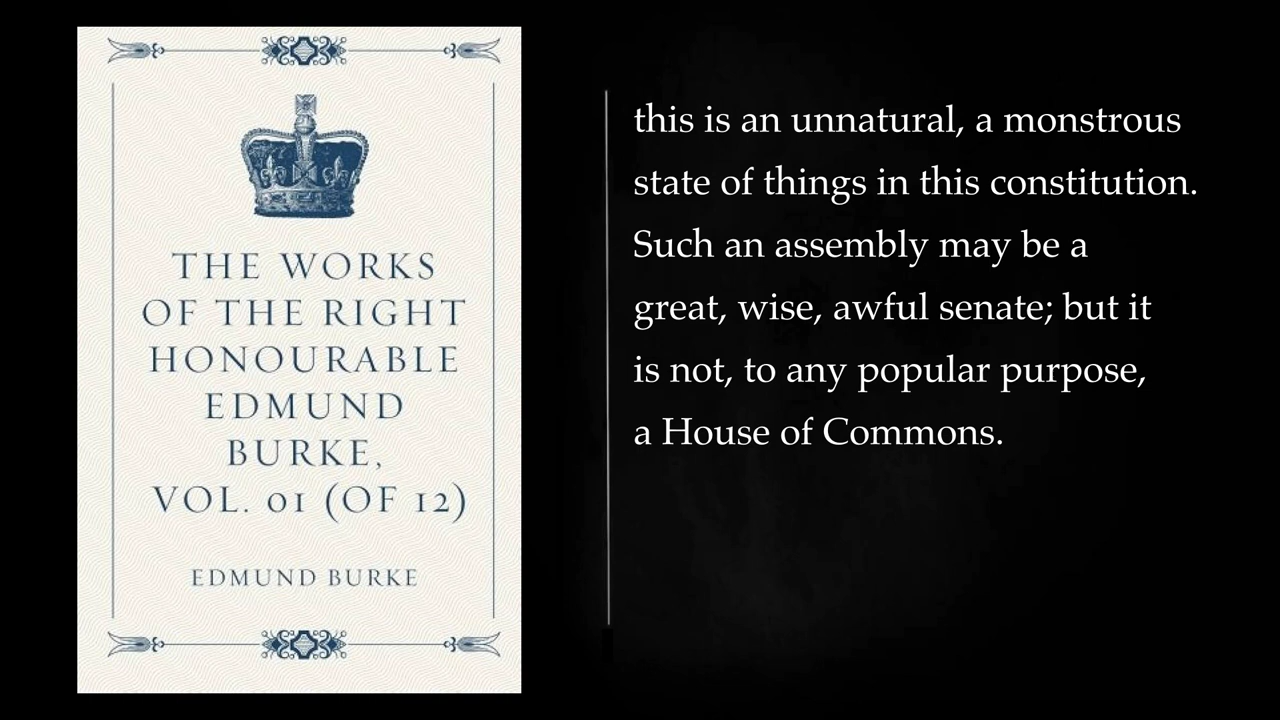 THE WORKS
OF THE RIGHT
HONOURABLE
EDMUND
BURKE,
VOL. 01 (OF 12)
EDMUND BURKE
this is an unnatural, a monstrous
state of things in this constitution.
Such an assembly may be a
great, wise, awful senate; but it
is not, to any popular purpose,
a House of Commons.